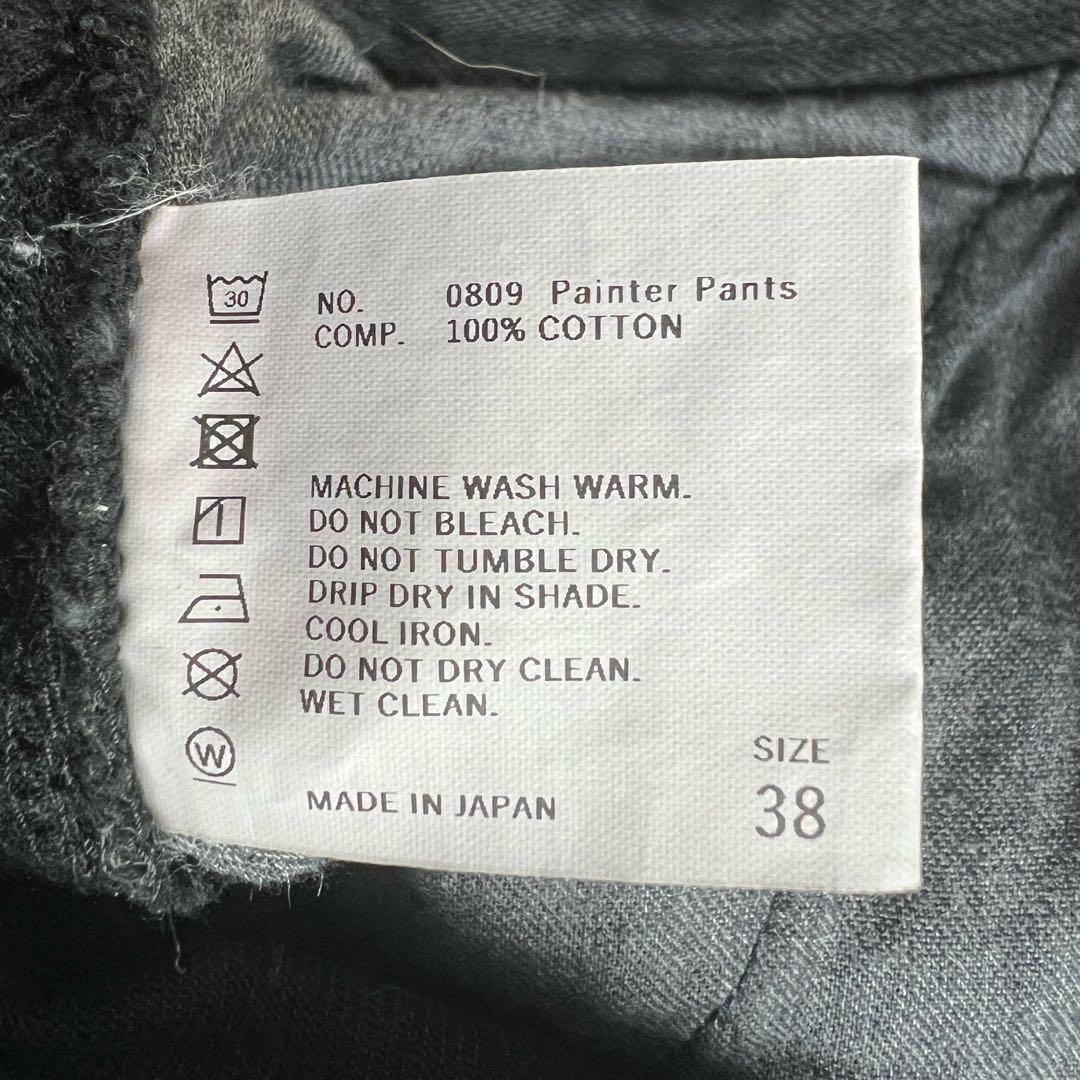 30
NO. 0809 Painter Pants
COMP. 100% COTTON
MACHINE WASH WARM.
DO NOT BLEACH.
DO NOT TUMBLE DRY.
DRIP DRY IN SHADE.
COOL IRON.
DO NOT DRY CLEAN.
WET CLEAN.
W
MADE IN JAPAN
SIZE
38